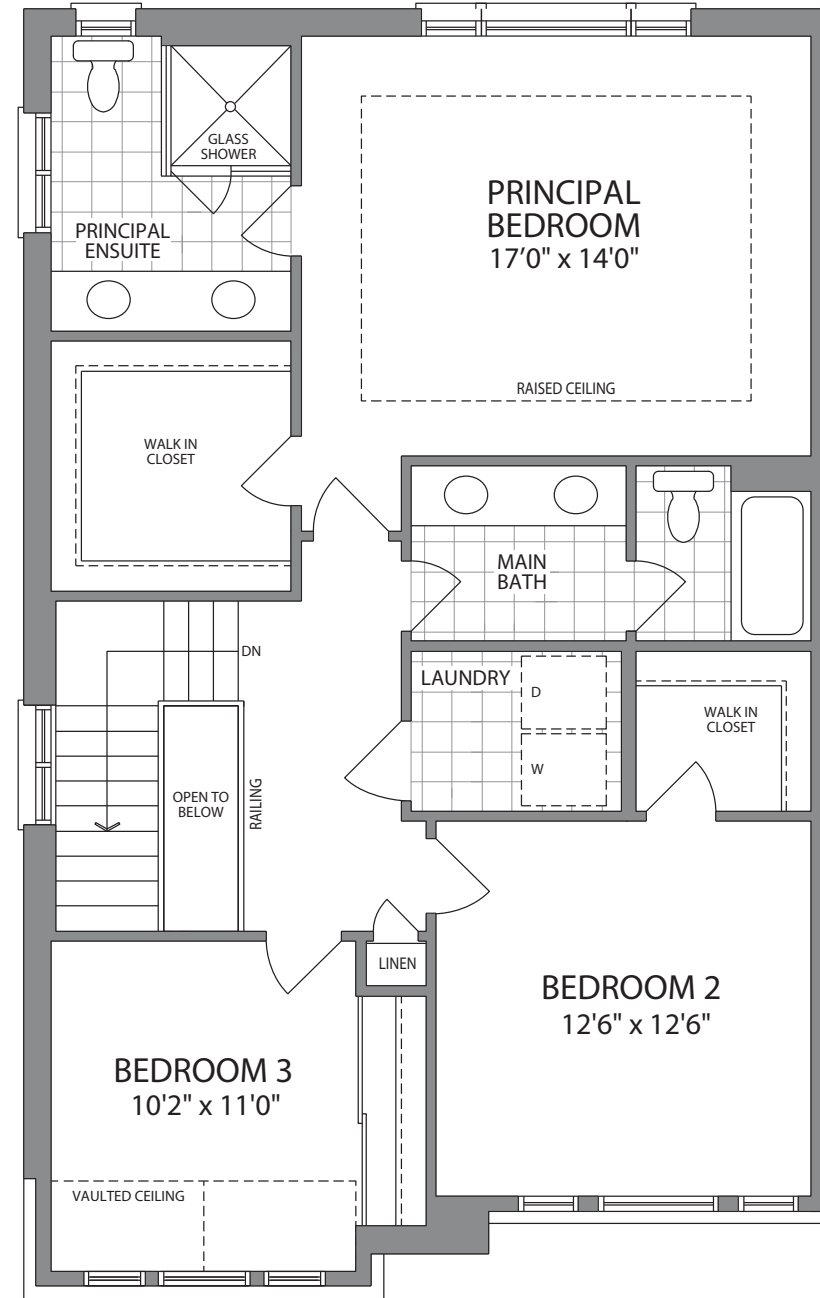 GLASS
SHOWER
PRINCIPAL
ENSUITE
PRINCIPAL
BEDROOM
17'0" x 14'0"
RAISED CEILING
WALK IN
CLOSET
MAIN
BATH
DN
LAUNDRY
D
W
WALK IN
CLOSET
OPEN TO
BELOW
RAILING
LINEN
BEDROOM 2
12'6" x 12'6"
BEDROOM 3
10'2" x 11'0"
VAULTED CEILING